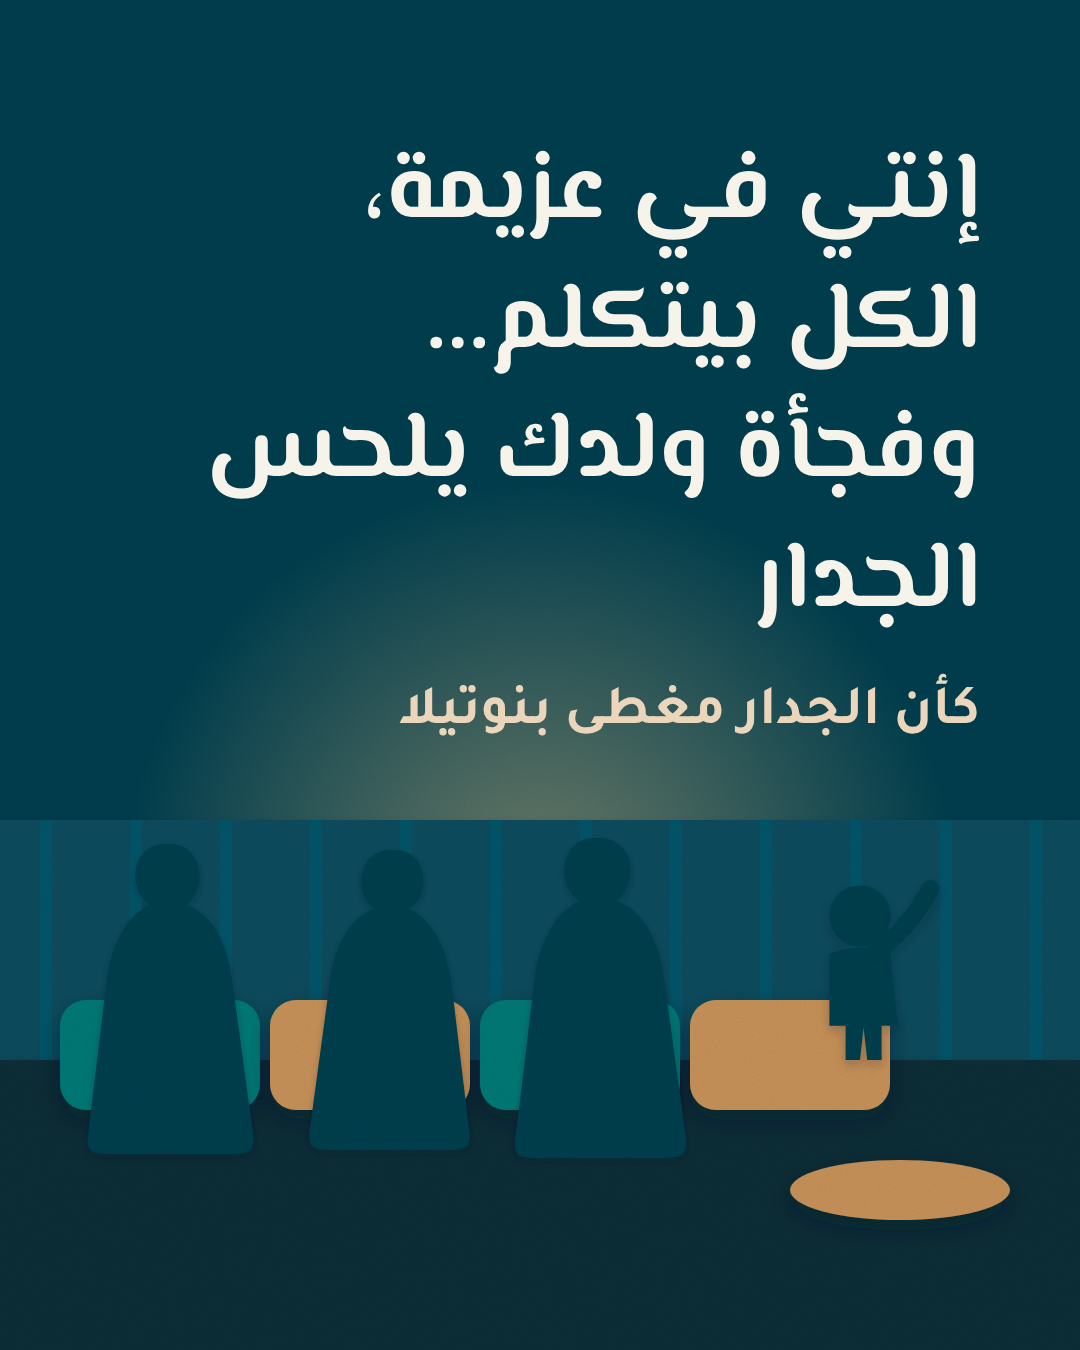 إنتي في عزيمة،
الكل بيتكلم...
وفجأة ولدك يلحس
الجدار
كأن الجدار مغطى بنوتيلا